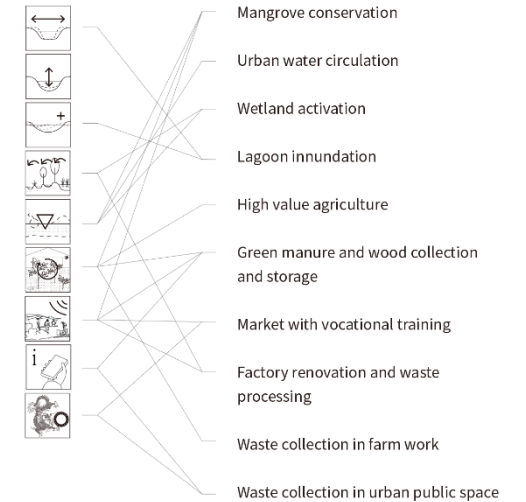 Mangrove conservation
Urban water circulation
Wetland activation
+
Lagoon innundation
High value agriculture
Green manure and wood collection
and storage
Market with vocational training
i
Factory renovation and waste
processing
Waste collection in farm work
Waste collection in urban public space